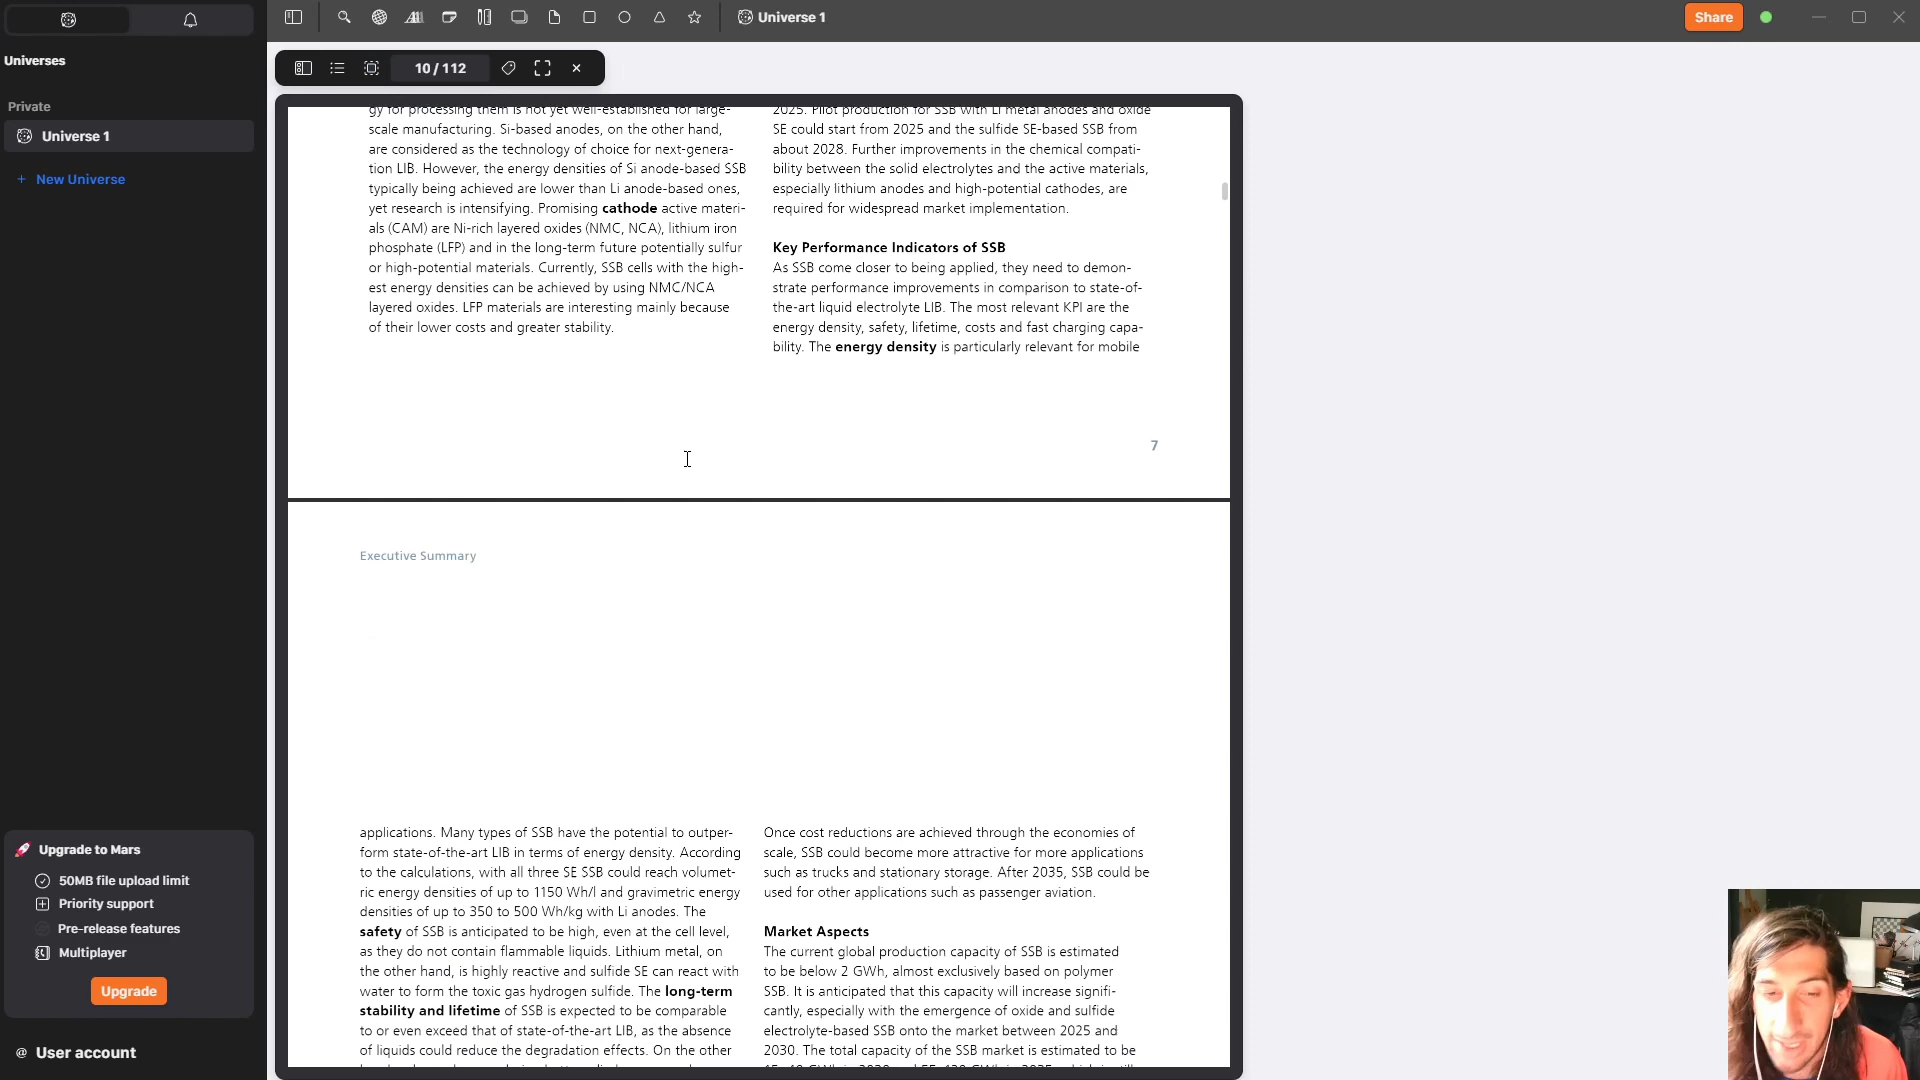 Universe 1
Share
Universes
10 / 112
Private
Universe 1
+ New Universe
gy for processing them is not yet well-established for large-
scale manufacturing. Si-based anodes, on the other hand,
are considered as the technology of choice for next-genera-
tion LIB. However, the energy densities of Si anode-based SSB
typically being achieved are lower than Li anode-based ones,
yet research is intensifying. Promising cathode active materi-
als (CAM) are Ni-rich layered oxides (NMC, NCA), lithium iron
phosphate (LFP) and in the long-term future potentially sulfur
or high-potential materials. Currently, SSB cells with the high-
est energy densities can be achieved by using NMC/NCA
layered oxides. LFP materials are interesting mainly because
of their lower costs and greater stability.
2025. Pilot production for SSB with Li metal anodes and oxide
SE could start from 2025 and the sulfide SE-based SSB from
about 2028. Further improvements in the chemical compati-
bility between the solid electrolytes and the active materials,
especially lithium anodes and high-potential cathodes, are
required for widespread market implementation.
Key Performance Indicators of SSB
As SSB come closer to being applied, they need to demon-
strate performance improvements in comparison to state-of-
the-art liquid electrolyte LIB. The most relevant KPI are the
energy density, safety, lifetime, costs and fast charging capa-
bility. The energy density is particularly relevant for mobile
7
Executive Summary
applications. Many types of SSB have the potential to outper-
form state-of-the-art LIB in terms of energy density. According
to the calculations, with all three SE SSB could reach volumet-
ric energy densities of up to 1150 Wh/l and gravimetric energy
densities of up to 350 to 500 Wh/kg with Li anodes. The
safety of SSB is anticipated to be high, even at the cell level,
as they do not contain flammable liquids. Lithium metal, on
the other hand, is highly reactive and sulfide SE can react with
water to form the toxic gas hydrogen sulfide. The long-term
stability and lifetime of SSB is expected to be comparable
to or even exceed that of state-of-the-art LIB, as the absence
of liquids could reduce the degradation effects. On the other
Once cost reductions are achieved through the economies of
scale, SSB could become more attractive for more applications
such as trucks and stationary storage. After 2035, SSB could be
used for other applications such as passenger aviation.
Market Aspects
The current global production capacity of SSB is estimated
to be below 2 GWh, almost exclusively based on polymer
SSB. It is anticipated that this capacity will increase signifi-
cantly, especially with the emergence of oxide and sulfide
electrolyte-based SSB onto the market between 2025 and
2030. The total capacity of the SSB market is estimated to be
Upgrade to Mars
50MB file upload limit
Priority support
Pre-release features
Multiplayer
Upgrade
@ User account